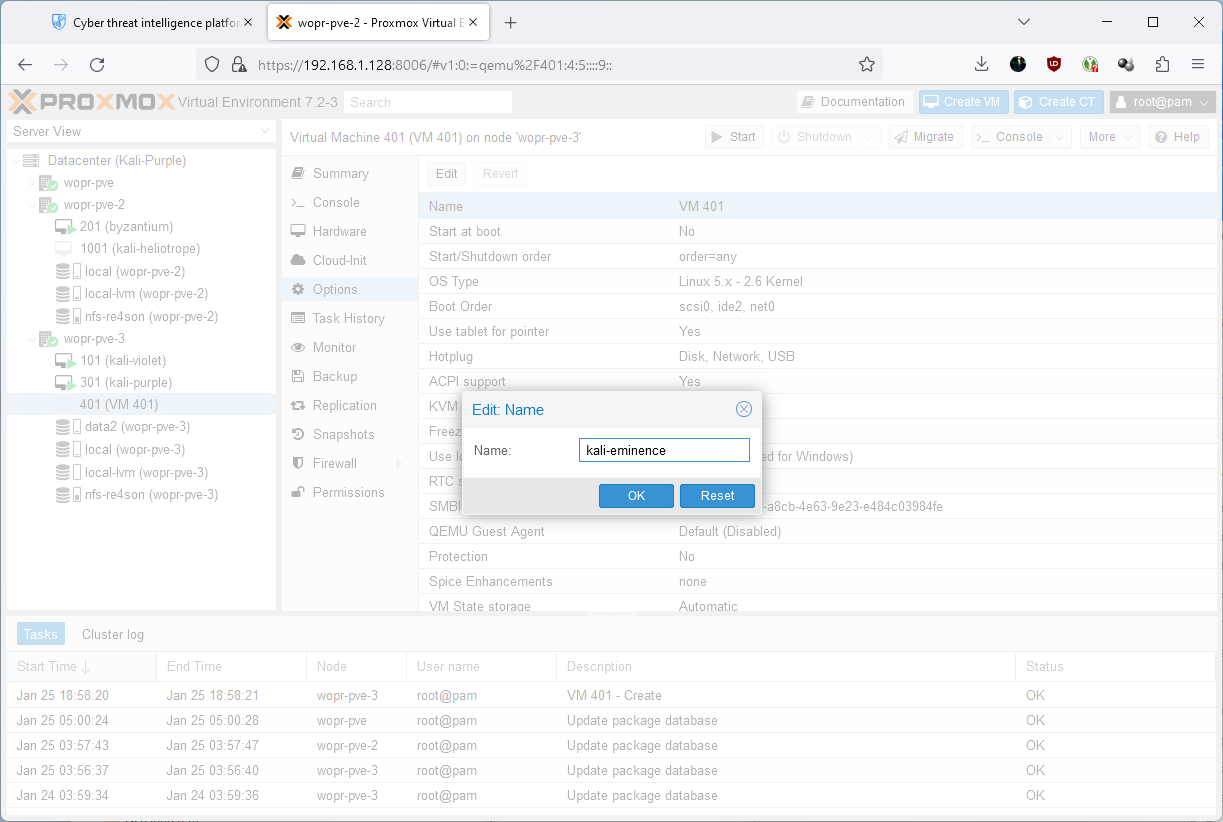 Cyber threat intelligence platfor
wopr-pve-2 - Proxmox Virtual E
https://192.168.1.128:8006/#v1:0:=qemu%2F401:4:5::::9::
PROXMOX Virtual Environment 7.2-3 Search Documentation Create VM Create CT root@pam
Server View
Virtual Machine 401 (VM 401) on node 'wopr-pve-3' Start Shutdown Migrate Console More Help
Datacenter (Kali-Purple)
wopr-pve
wopr-pve-2
201 (byzantium)
1001 (kali-heliotrope)
local (wopr-pve-2)
local-lvm (wopr-pve-2)
nfs-re4son (wopr-pve-2)
wopr-pve-3
101 (kali-violet)
301 (kali-purple)
401 (VM 401)
data2 (wopr-pve-3)
local (wopr-pve-3)
local-lvm (wopr-pve-3)
nfs-re4son (wopr-pve-3)
Summary
Console
Hardware
Cloud-Init
Options
Task History
Monitor
Backup
Replication
Snapshots
Firewall
Permissions
Edit Revert
Name VM 401
Start at boot No
Start/Shutdown order order=any
OS Type Linux 5.x - 2.6 Kernel
Boot Order scsi0, ide2, net0
Use tablet for pointer Yes
Hotplug Disk, Network, USB
ACPI support Yes
KVM
Freez
Use lo ed for Windows)
RTC s
SMBI -a8cb-4e63-9e23-e484c03984fe
QEMU Guest Agent Default (Disabled)
Protection No
Spice Enhancements none
VM State storage Automatic
Edit: Name
Name: kali-eminence
OK Reset
Tasks Cluster log
Start Time End Time Node User name Description Status
Jan 25 18:58:20 Jan 25 18:58:21 wopr-pve-3 root@pam VM 401 - Create OK
Jan 25 05:00:24 Jan 25 05:00:28 wopr-pve root@pam Update package database OK
Jan 25 03:57:43 Jan 25 03:57:47 wopr-pve-2 root@pam Update package database OK
Jan 25 03:56:37 Jan 25 03:56:40 wopr-pve-3 root@pam Update package database OK
Jan 24 03:59:34 Jan 24 03:59:36 wopr-pve-3 root@pam Update package database OK